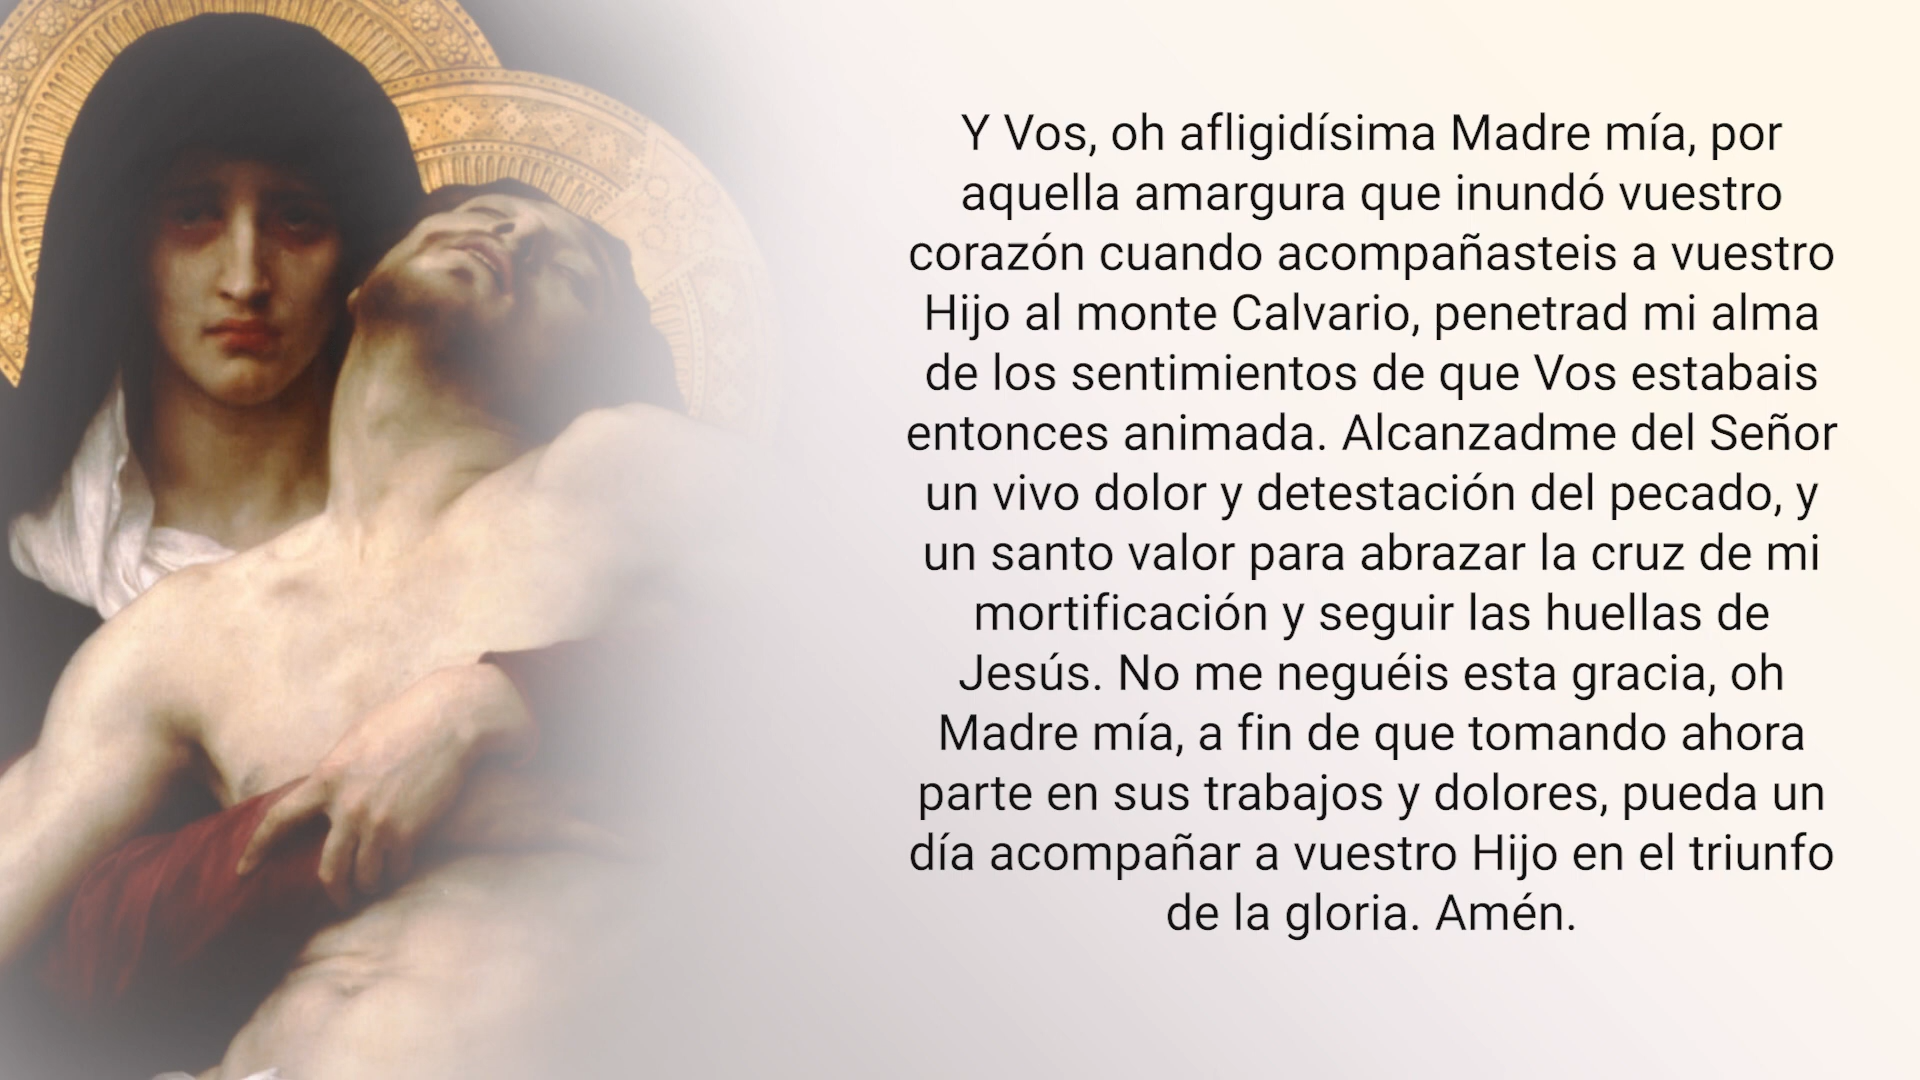 Y Vos, oh afligidísima Madre mía, por
aquella amargura que inundó vuestro
corazón cuando acompañasteis a vuestro
Hijo al monte Calvario, penetrad mi alma
de los sentimientos de que Vos estabais
entonces animada. Alcanzadme del Señor
un vivo dolor y detestación del pecado, y
un santo valor para abrazar la cruz de mi
mortificación y seguir las huellas de
Jesús. No me neguéis esta gracia, oh
Madre mía, a fin de que tomando ahora
parte en sus trabajos y dolores, pueda un
día acompañar a vuestro Hijo en el triunfo
de la gloria. Amén.